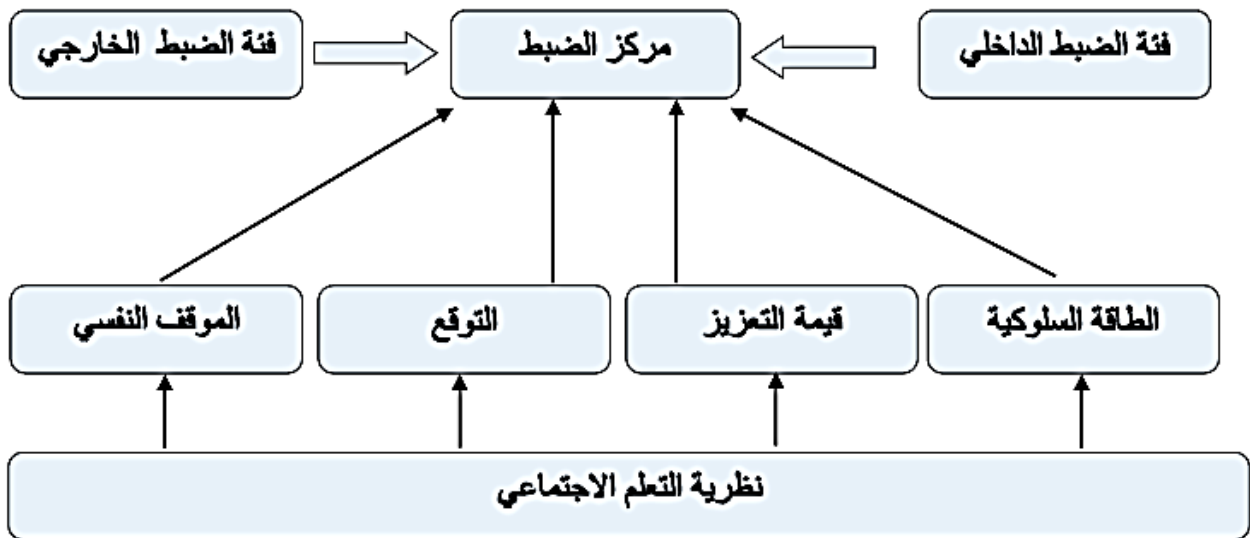 فئة الضبط الداخلي
مركز الضبط
فئة الضبط الخارجي
الطاقة السلوكية
قيمة التعزيز
التوقع
الموقف النفسي
نظرية التعلم الاجتماعي